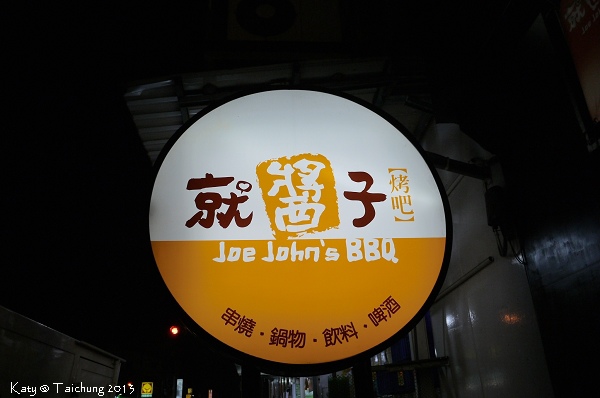 就醬子【烤吧】
Joe John's BBQ
串燒・鍋物・飲料・啤酒
Katy @ Taichung 2013